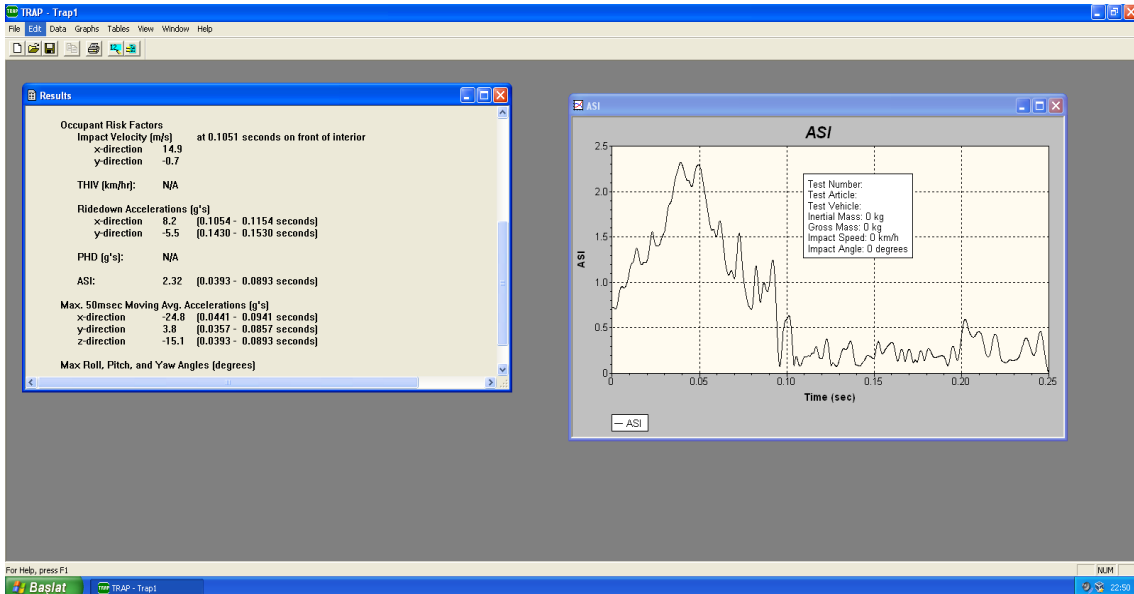 TRAP - Trap1
File Edit Data Graphs Tables View Window Help
Results
Occupant Risk Factors
Impact Velocity (m/s) at 0.1051 seconds on front of interior
x-direction 14.9
y-direction -0.7
THIV (km/hr): N/A
Ridedown Accelerations (g's)
x-direction 8.2 (0.1054 - 0.1154 seconds)
y-direction -5.5 (0.1430 - 0.1530 seconds)
PHD (g's): N/A
ASI: 2.32 (0.0393 - 0.0893 seconds)
Max. 50msec Moving Avg. Accelerations (g's)
x-direction -24.8 (0.0441 - 0.0941 seconds)
y-direction 3.8 (0.0357 - 0.0857 seconds)
z-direction -15.1 (0.0393 - 0.0893 seconds)
Max Roll, Pitch, and Yaw Angles (degrees)
ASI
ASI
2.5
2.0
1.5
1.0
0.5
0
ASI
Test Number:
Test Article:
Test Vehicle:
Inertial Mass: 0 kg
Gross Mass: 0 kg
Impact Speed: 0 km/h
Impact Angle: 0 degrees
0 0.05 0.10 0.15 0.20 0.25
Time (sec)
ASI
For Help, press F1
NUM
Başlat
TRAP - Trap1
22:50